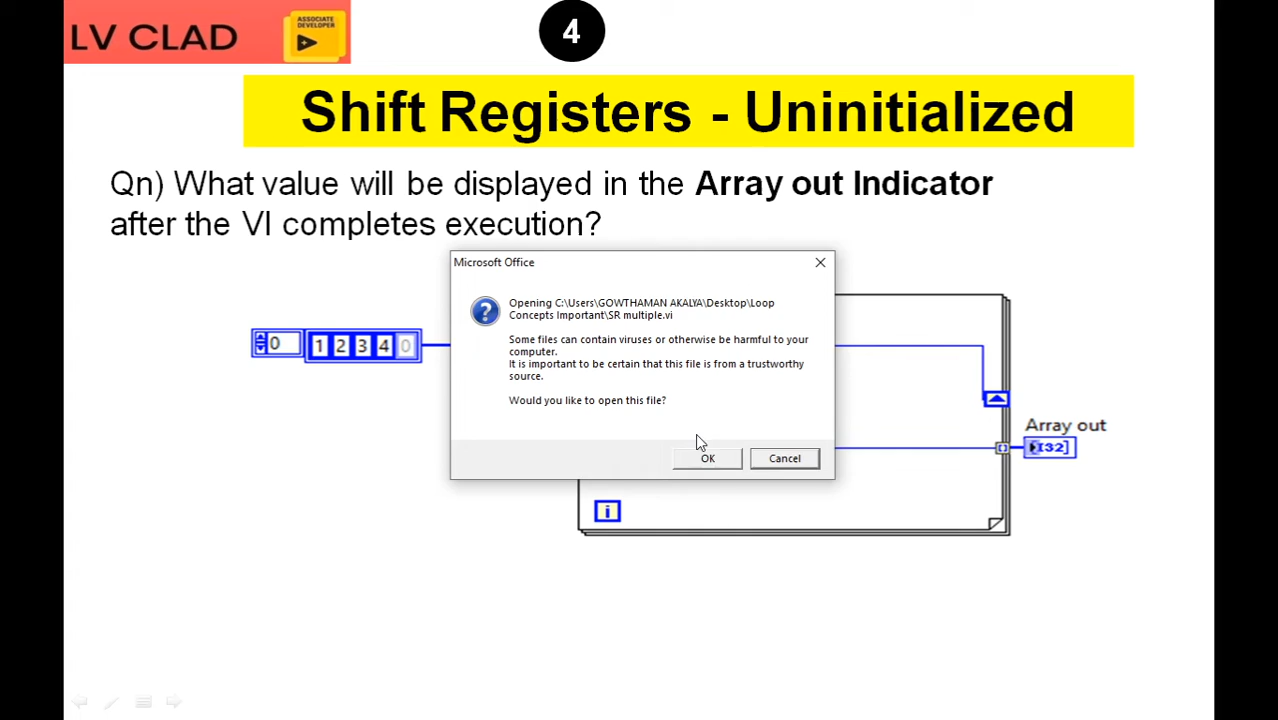 LV CLAD
ASSOCIATE
DEVELOPER
4
Shift Registers - Uninitialized
Qn) What value will be displayed in the Array out Indicator
after the VI completes execution?
Microsoft Office
Opening C:\Users\GOWTHAMAN AKALYA\Desktop\Loop
Concepts Important\SR multiple.vi
Some files can contain viruses or otherwise be harmful to your
computer.
It is important to be certain that this file is from a trustworthy
source.
Would you like to open this file?
OK Cancel
0 1 2 3 4 0
Array out
I32]
i